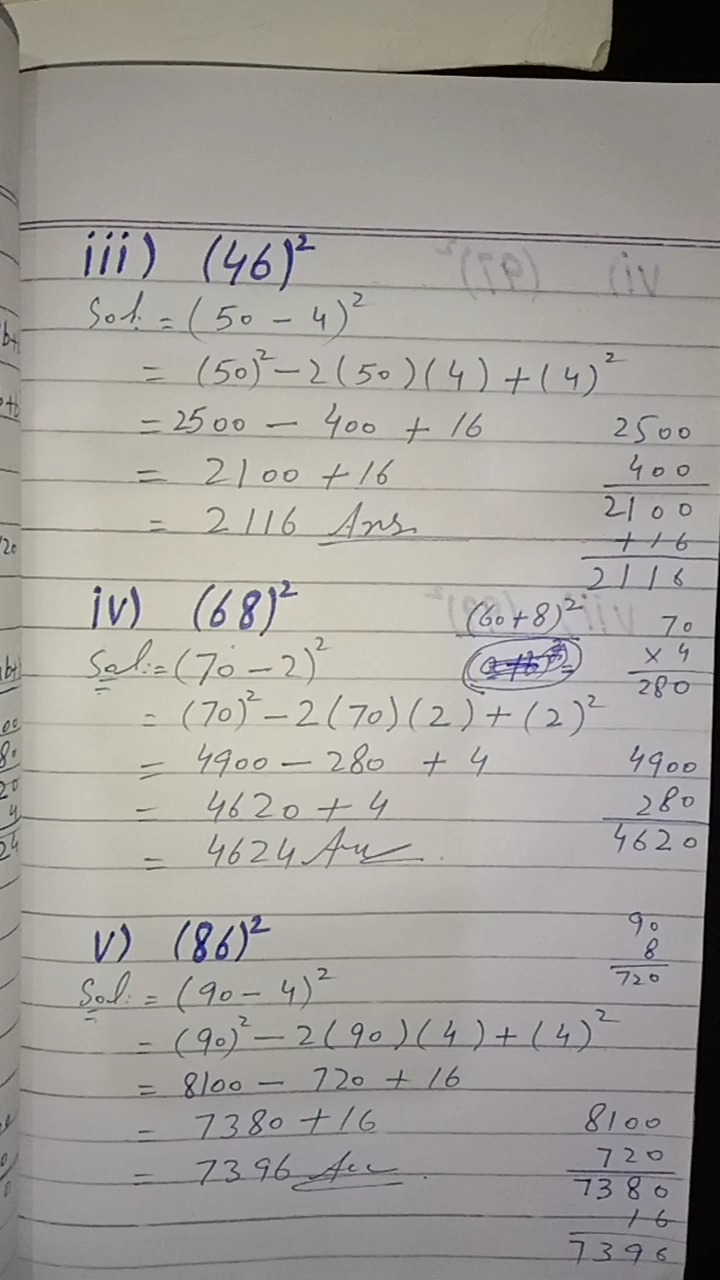 iii) (46)²
Sol: = (50 - 4)²
= (50)² - 2(50)(4) + (4)²
= 2500 - 400 + 16
= 2100 + 16
= 2116 Ans
2500
400
2100
+ 16
2116
iv) (68)²
(60+8)²
Sol: = (70 - 2)²
= (70)² - 2(70)(2) + (2)²
= 4900 - 280 + 4
= 4620 + 4
= 4624 Ans
70
× 4
280
4900
280
4620
v) (86)²
Sol: = (90 - 4)²
= (90)² - 2(90)(4) + (4)²
= 8100 - 720 + 16
= 7380 + 16
= 7396 Ans
90
8
720
8100
720
7380
16
7396